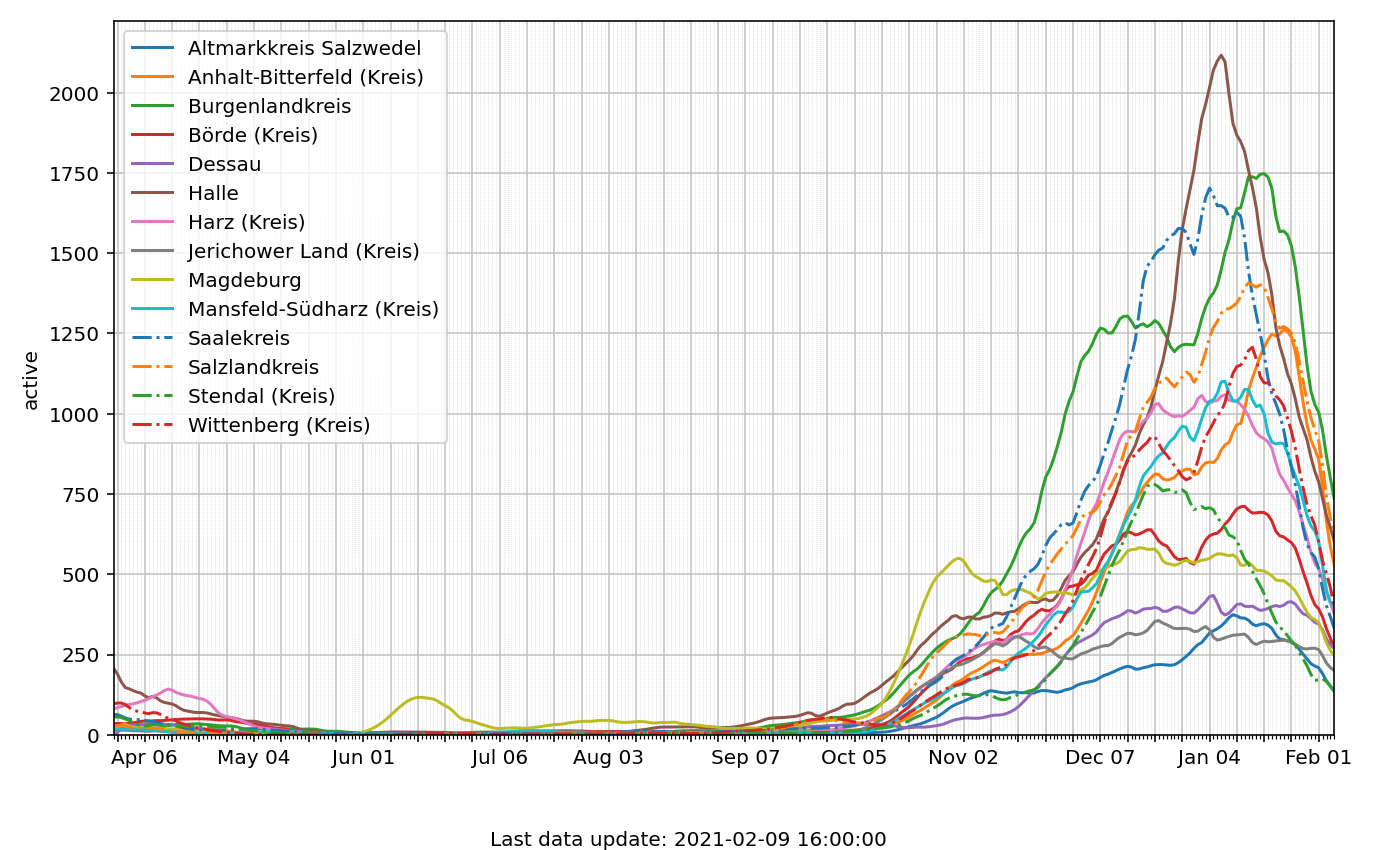 Altmarkkreis Salzwedel
Anhalt-Bitterfeld (Kreis)
Burgenlandkreis
Börde (Kreis)
Dessau
Halle
Harz (Kreis)
Jerichower Land (Kreis)
Magdeburg
Mansfeld-Südharz (Kreis)
Saalekreis
Salzlandkreis
Stendal (Kreis)
Wittenberg (Kreis)
active
2000
1750
1500
1250
1000
750
500
250
0
Apr 06 May 04 Jun 01 Jul 06 Aug 03 Sep 07 Oct 05 Nov 02 Dec 07 Jan 04 Feb 01
Last data update: 2021-02-09 16:00:00